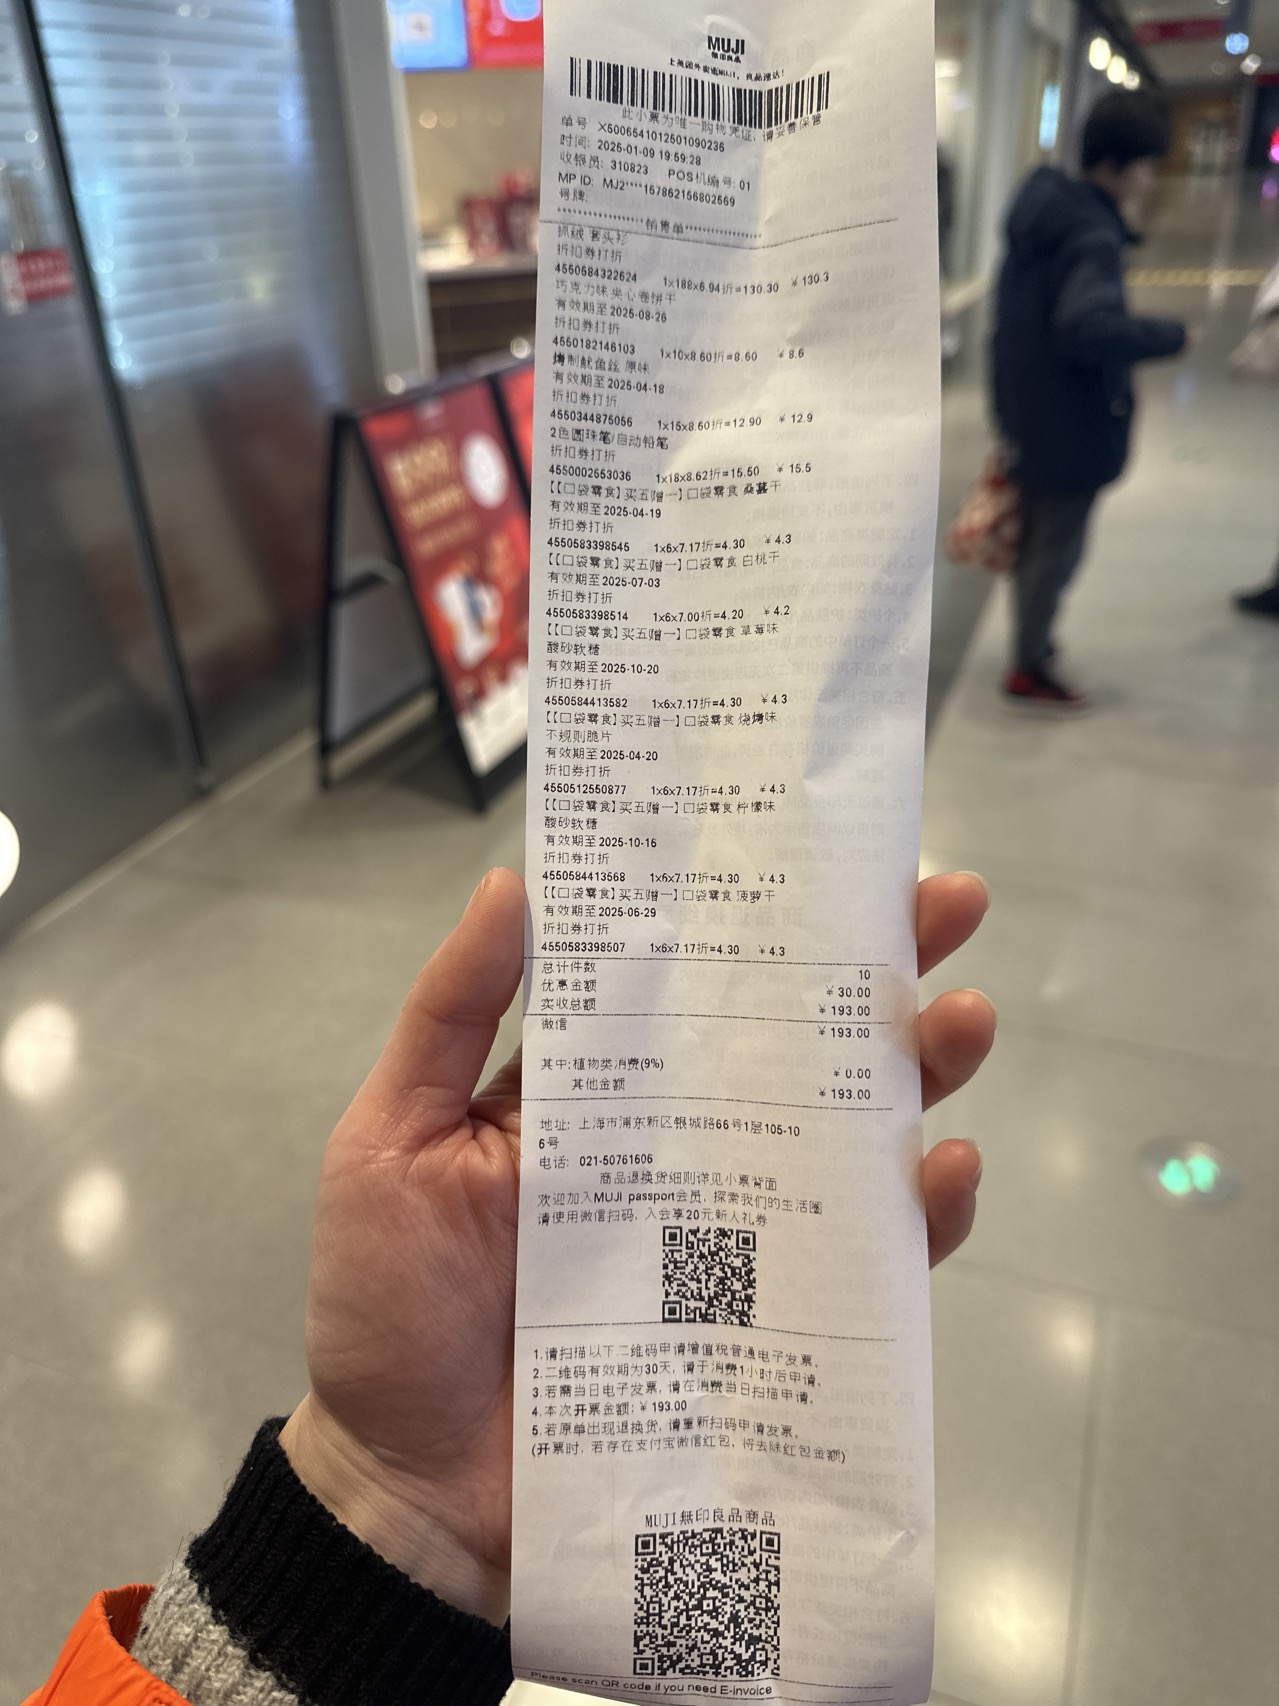 MUJI
無印良品
上美团外卖逛MUJI，良品速达！
此小票为唯一购物凭证，请妥善保管
单号 X5006541012501090236
时间: 2025-01-09 19:59:28
收银员: 310823 POS机编号: 01
MP ID: MJ2****157862156802569
号牌:
********************销售单********************
抓绒 套头衫
折扣券打折
4550584322624 1x188x6.94折=130.30 ￥130.3
巧克力味 夹心卷饼干
有效期至2025-08-26
折扣券打折
4550182146103 1x10x8.60折=8.60 ￥8.6
烤制鱿鱼丝 原味
有效期至2025-04-18
折扣券打折
4550344875056 1x15x8.60折=12.90 ￥12.9
2色圆珠笔/自动铅笔
折扣券打折
4550002553036 1x18x8.62折=15.50 ￥15.5
【【口袋零食】买五赠一】口袋零食 桑葚干
有效期至2025-04-19
折扣券打折
4550583398545 1x6x7.17折=4.30 ￥4.3
【【口袋零食】买五赠一】口袋零食 白桃干
有效期至2025-07-03
折扣券打折
4550583398514 1x6x7.00折=4.20 ￥4.2
【【口袋零食】买五赠一】口袋零食 草莓味
酸砂软糖
有效期至2025-10-20
折扣券打折
4550584413582 1x6x7.17折=4.30 ￥4.3
【【口袋零食】买五赠一】口袋零食 烧烤味
不规则脆片
有效期至2025-04-20
折扣券打折
4550512550877 1x6x7.17折=4.30 ￥4.3
【【口袋零食】买五赠一】口袋零食 柠檬味
酸砂软糖
有效期至2025-10-16
折扣券打折
4550584413568 1x6x7.17折=4.30 ￥4.3
【【口袋零食】买五赠一】口袋零食 菠萝干
有效期至2025-06-29
折扣券打折
4550583398507 1x6x7.17折=4.30 ￥4.3
总计件数 10
优惠金额 ￥30.00
实收总额 ￥193.00
微信 ￥193.00
其中:植物类消费(9%) ￥0.00
其他金额 ￥193.00
地址: 上海市浦东新区银城路66号1层105-10
6号
电话: 021-50761606
商品退换货细则详见小票背面
欢迎加入MUJI passport会员，探索我们的生活圈
请使用微信扫码，入会享20元新人礼券
1.请扫描以下二维码申请增值税普通电子发票。
2.二维码有效期为30天，请于消费1小时后申请。
3.若需当日电子发票，请在消费当日扫描申请。
4.本次开票金额: ￥193.00
5.若原单出现退换货，请重新扫码申请发票。
(开票时，若存在支付宝微信红包，将去除红包金额)
MUJI無印良品商品
Please scan QR code if you need E-invoice